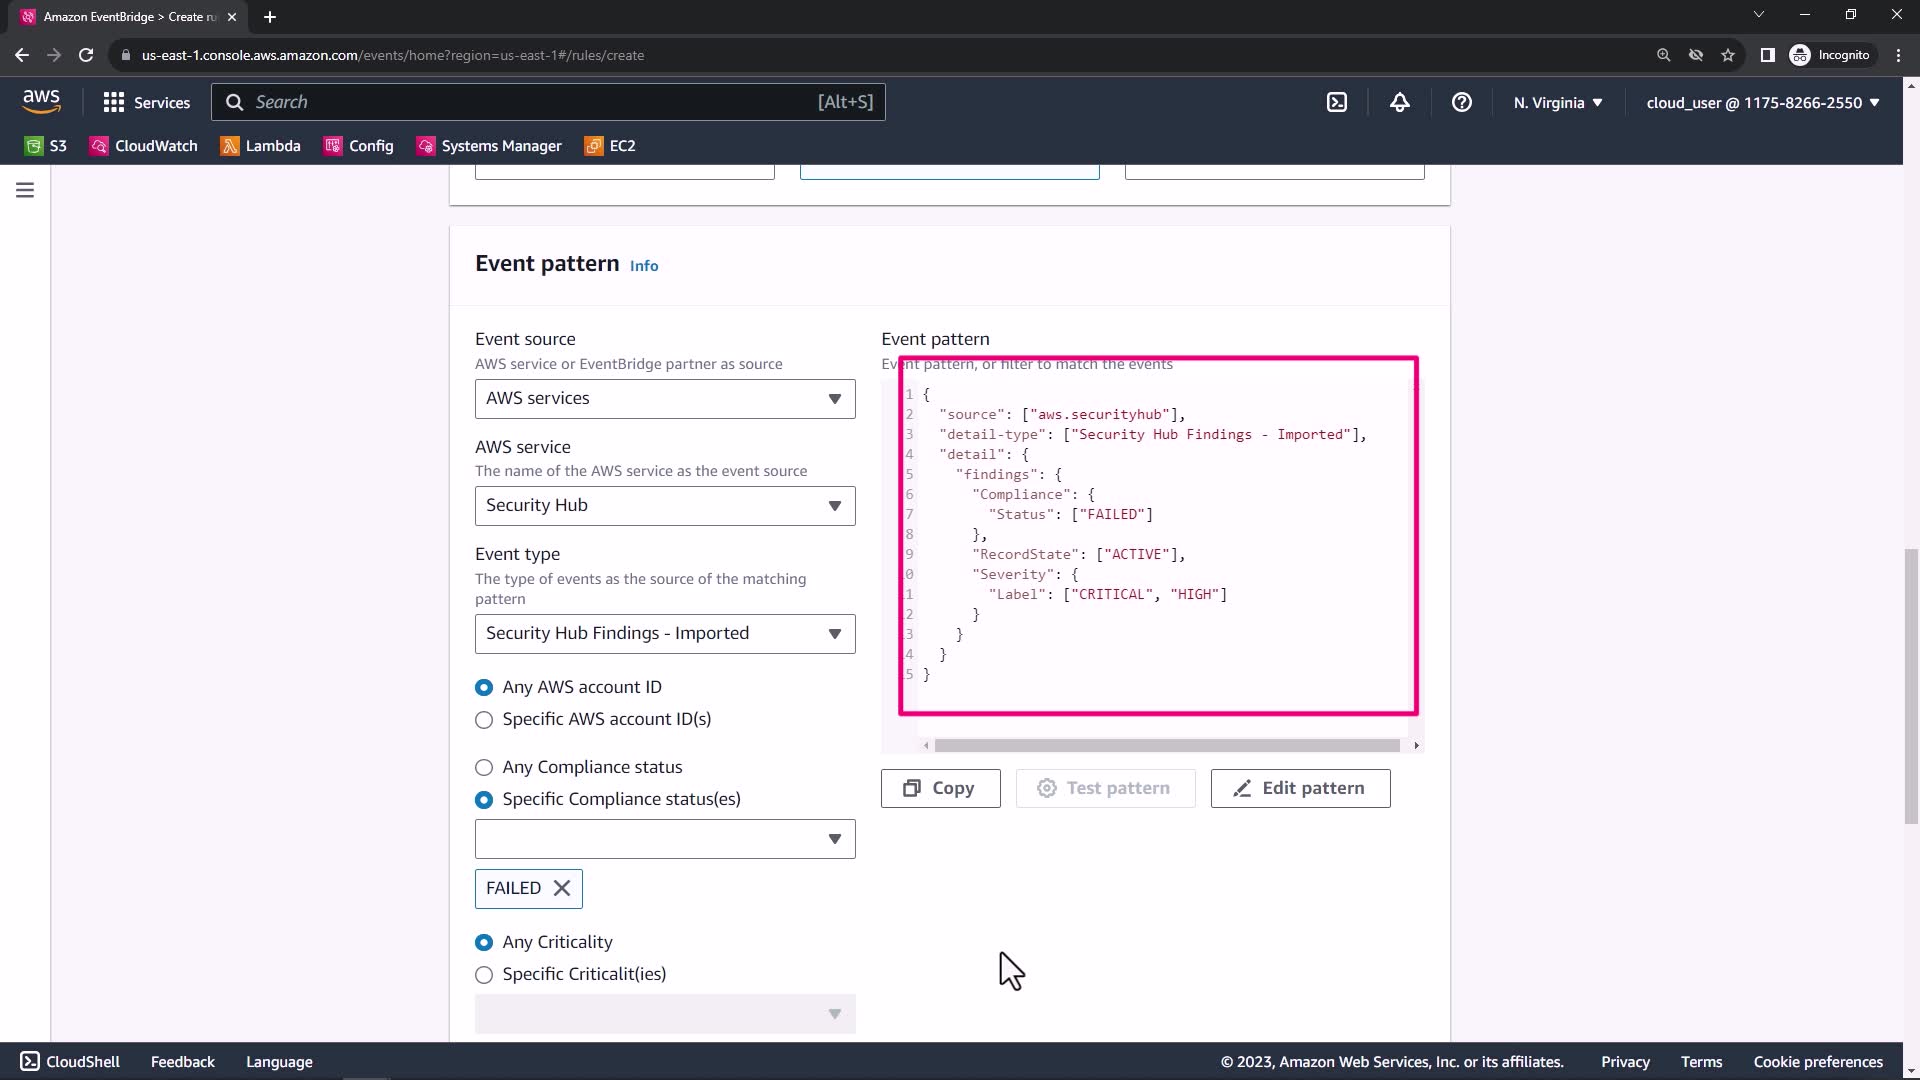 Amazon EventBridge > Create ru
us-east-1.console.aws.amazon.com/events/home?region=us-east-1#/rules/create
Incognito
aws
Services
Search
[Alt+S]
N. Virginia
cloud_user @ 1175-8266-2550
S3
CloudWatch
Lambda
Config
Systems Manager
EC2
Event pattern Info
Event source
AWS service or EventBridge partner as source
AWS services
AWS service
The name of the AWS service as the event source
Security Hub
Event type
The type of events as the source of the matching
pattern
Security Hub Findings - Imported
Any AWS account ID
Specific AWS account ID(s)
Any Compliance status
Specific Compliance status(es)
FAILED
Any Criticality
Specific Criticalit(ies)
Event pattern
Event pattern, or filter to match the events
1 {
2 "source": ["aws.securityhub"],
3 "detail-type": ["Security Hub Findings - Imported"],
4 "detail": {
5 "findings": {
6 "Compliance": {
7 "Status": ["FAILED"]
8 },
9 "RecordState": ["ACTIVE"],
0 "Severity": {
1 "Label": ["CRITICAL", "HIGH"]
2 }
3 }
4 }
5 }
Copy
Test pattern
Edit pattern
CloudShell
Feedback
Language
© 2023, Amazon Web Services, Inc. or its affiliates.
Privacy
Terms
Cookie preferences